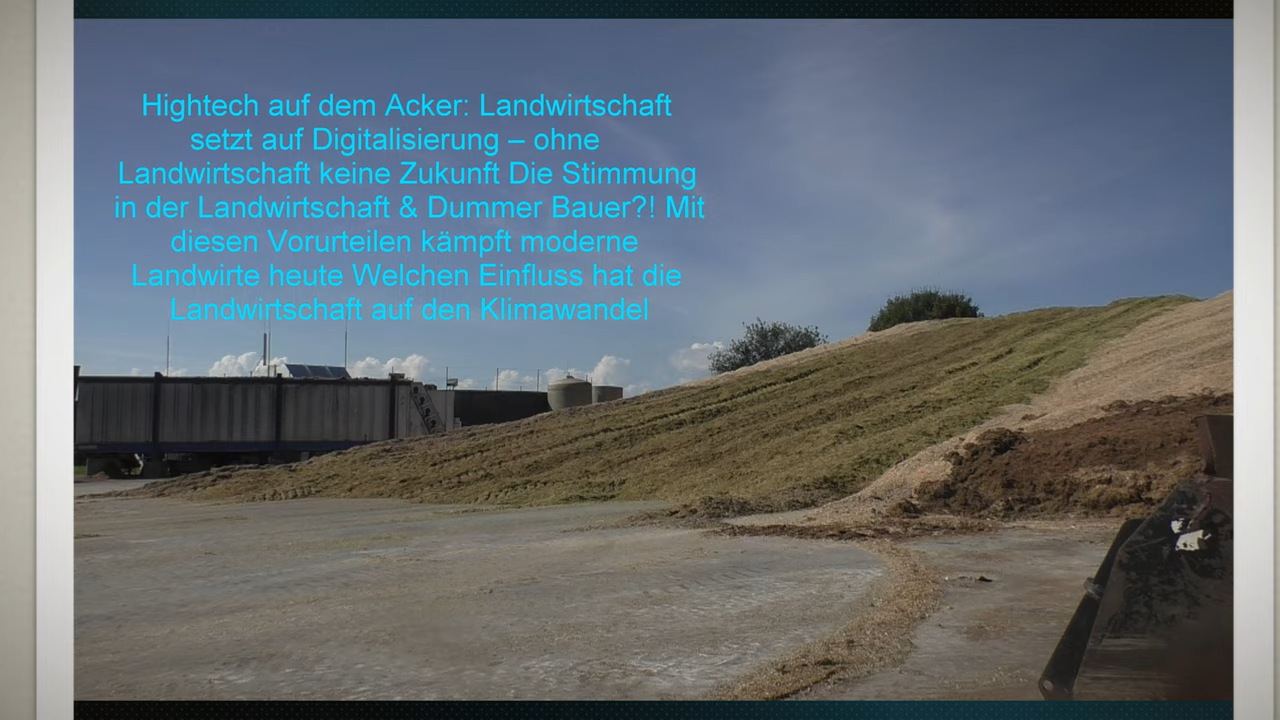 Hightech auf dem Acker: Landwirtschaft
setzt auf Digitalisierung – ohne
Landwirtschaft keine Zukunft Die Stimmung
in der Landwirtschaft & Dummer Bauer?! Mit
diesen Vorurteilen kämpft moderne
Landwirte heute Welchen Einfluss hat die
Landwirtschaft auf den Klimawandel